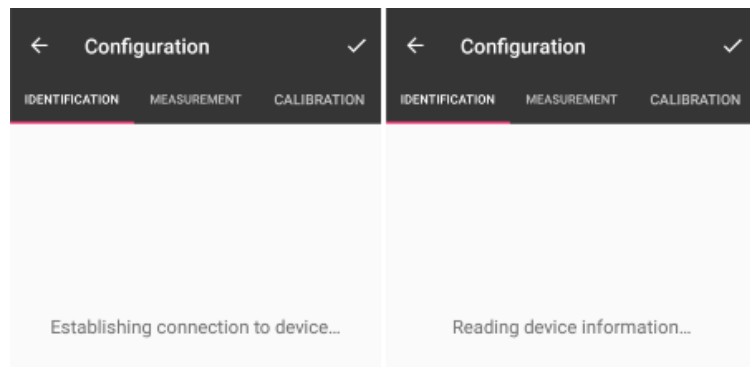 Configuration
IDENTIFICATION MEASUREMENT CALIBRATION
Establishing connection to device...
Configuration
IDENTIFICATION MEASUREMENT CALIBRATION
Reading device information...